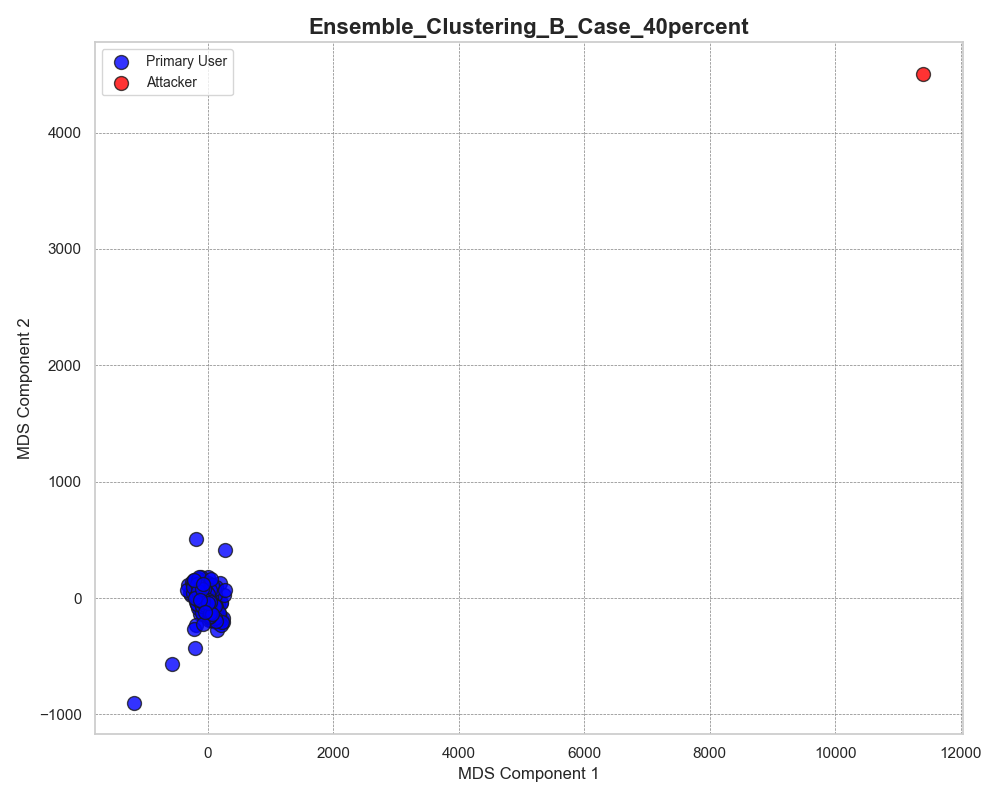 Ensemble_Clustering_B_Case_40percent
Primary User
Attacker
MDS Component 2
4000
3000
2000
1000
0
−1000
0 2000 4000 6000 8000 10000 12000
MDS Component 1